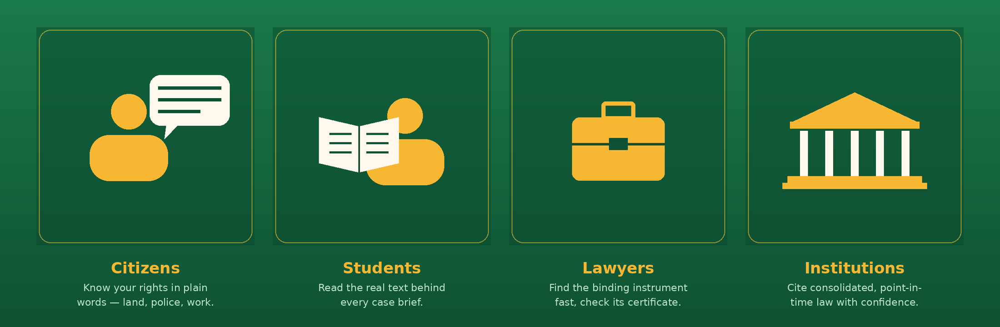 Citizens
Know your rights in plain
words — land, police, work.
Students
Read the real text behind
every case brief.
Lawyers
Find the binding instrument
fast, check its certificate.
Institutions
Cite consolidated, point-in-
time law with confidence.